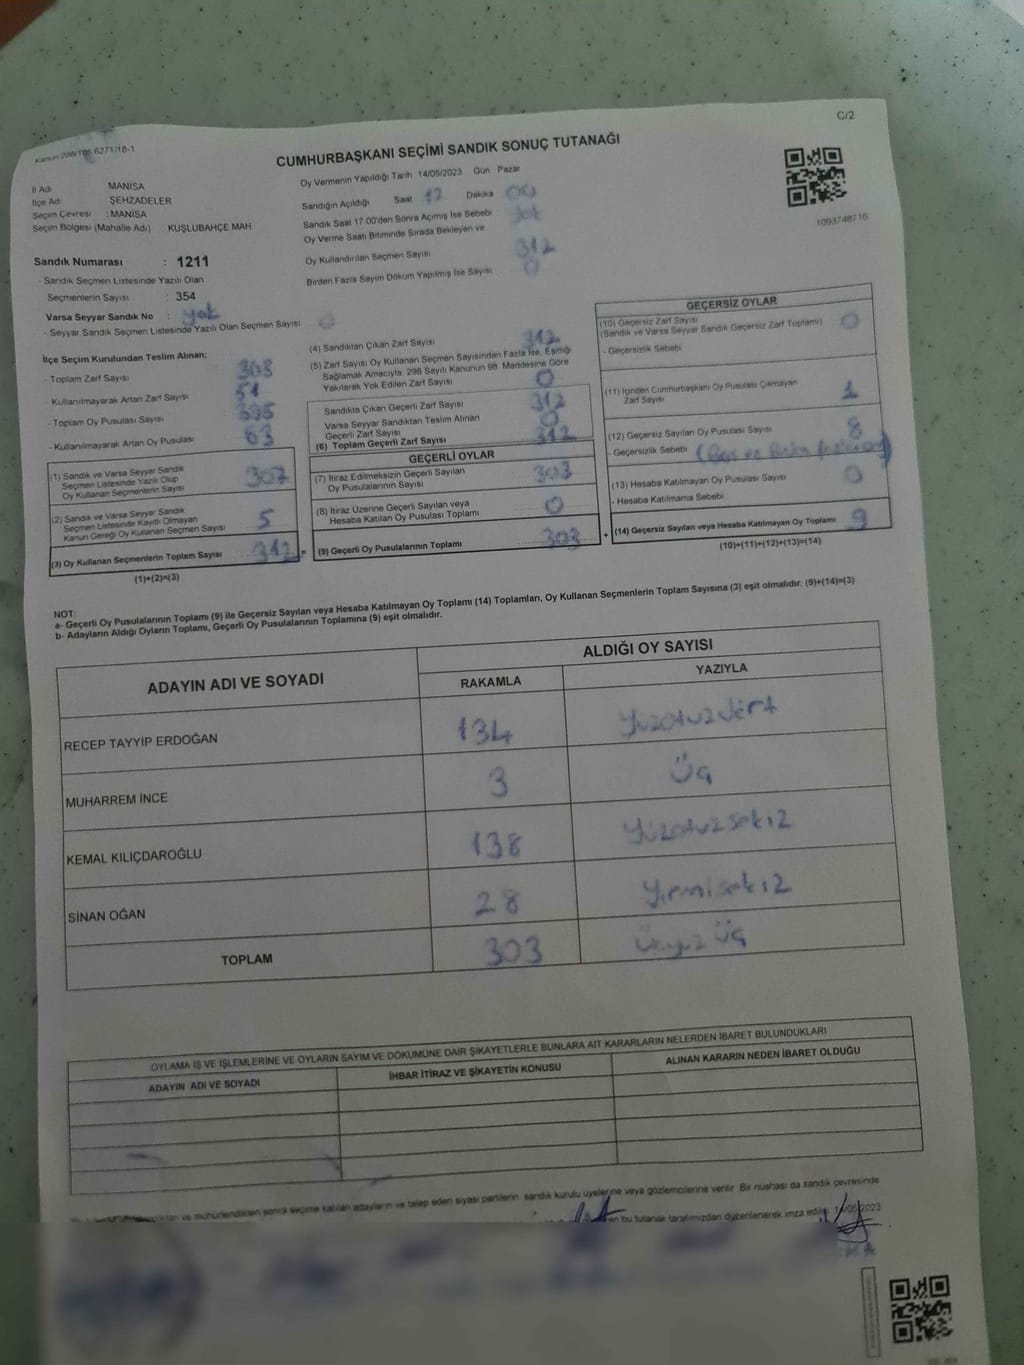 C/2
6271/16-1
CUMHURBAŞKANI SEÇİMİ SANDIK SONUÇ TUTANAĞI
İl Adı MANİSA
İlçe Adı ŞEHZADELER
Seçim Çevresi : MANİSA
Seçim Bölgesi (Mahalle Adı) KUŞLUBAHÇE MAH
Sandık Numarası : 1211
- Sandık Seçmen Listesinde Yazılı Olan
Seçmenlerin Sayısı : 354
Varsa Seyyar Sandık No : yok
- Seyyar Sandık Seçmen Listesinde Yazılı Olan Seçmen Sayısı 0
Oy Vermenin Yapıldığı Tarih 14/05/2023 Gün Pazar
Sandığın Açıldığı Saat 17 Dakika 00
Sandık Saat 17.00'den Sonra Açılmış İse Sebebi
Oy Verme Saati Bitiminde Sırada Bekleyen ve
Oy Kullandırılan Seçmen Sayısı 312
Birden Fazla Sayım Döküm Yapılmış İse Sayısı 0
1093748716
İlçe Seçim Kurulundan Teslim Alınan;
- Toplam Zarf Sayısı
- Kullanılmayarak Artan Zarf Sayısı
- Toplam Oy Pusulası Sayısı
- Kullanılmayarak Artan Oy Pusulası 63
(1) Sandık ve Varsa Seyyar Sandık
Seçmen Listesinde Yazılı Olup
Oy Kullanan Seçmenlerin Sayısı 307
(2) Sandık ve Varsa Seyyar Sandık
Seçmen Listesinde Kayıtlı Olmayan
Kanun Gereği Oy Kullanan Seçmen Sayısı 5
(3) Oy Kullanan Seçmenlerin Toplam Sayısı 312 =
(1)+(2)=(3)
(4) Sandıktan Çıkan Zarf Sayısı 312
(5) Zarf Sayısı Oy Kullanan Seçmen Sayısından Fazla İse, Eşitliği
Sağlamak Amacıyla, 298 Sayılı Kanunun 98. Maddesine Göre
Yakılarak Yok Edilen Zarf Sayısı 0
Sandıkta Çıkan Geçerli Zarf Sayısı 312
Varsa Seyyar Sandıktan Teslim Alınan
Geçerli Zarf Sayısı 0
(6) Toplam Geçerli Zarf Sayısı 312
GEÇERLİ OYLAR
(7) İtiraz Edilmeksizin Geçerli Sayılan
Oy Pusulalarının Sayısı 303
(8) İtiraz Üzerine Geçerli Sayılan veya
Hesaba Katılan Oy Pusulası Toplamı 0
(9) Geçerli Oy Pusulalarının Toplamı 303 +
GEÇERSİZ OYLAR
(10) Geçersiz Zarf Sayısı
(Sandık ve Varsa Seyyar Sandık Geçersiz Zarf Toplamı) 0
- Geçersizlik Sebebi
(11) İçinden Cumhurbaşkanı Oy Pusulası Çıkmayan
Zarf Sayısı 1
(12) Geçersiz Sayılan Oy Pusulası Sayısı 8
- Geçersizlik Sebebi
(13) Hesaba Katılmayan Oy Pusulası Sayısı 0
- Hesaba Katılmama Sebebi
(14) Geçersiz Sayılan veya Hesaba Katılmayan Oy Toplamı 9
(10)+(11)+(12)+(13)=(14)
NOT:
a- Geçerli Oy Pusulalarının Toplamı (9) ile Geçersiz Sayılan veya Hesaba Katılmayan Oy Toplamı (14) Toplamları, Oy Kullanan Seçmenlerin Toplam Sayısına (3) eşit olmalıdır. (9)+(14)=(3)
b- Adayların Aldığı Oyların Toplamı, Geçerli Oy Pusulalarının Toplamına (9) eşit olmalıdır.
ADAYIN ADI VE SOYADI ALDIĞI OY SAYISI
RAKAMLA YAZIYLA
RECEP TAYYİP ERDOĞAN 134 yüzotuzdört
MUHARREM İNCE 3 üç
KEMAL KILIÇDAROĞLU 138 yüzotuzsekiz
SİNAN OĞAN 28 yirmisekiz
TOPLAM 303 üçyüz üç
OYLAMA İŞ VE İŞLEMLERİNE VE OYLARIN SAYIM VE DÖKÜMÜNE DAİR ŞİKAYETLERLE BUNLARA AİT KARARLARIN NELERDEN İBARET BULUNDUKLARI
ADAYIN ADI VE SOYADI İHBAR İTİRAZ VE ŞİKAYETİN KONUSU ALINAN KARARIN NEDEN İBARET OLDUĞU
ve mühürlendikten sonra seçime katılan adayların ve talep eden siyasi partilerin sandık kurulu üyelerine veya gözlemcilerine verilir. Bir nüshası da sandık çevresinde
bu tutanak tarafımızdan düzenlenerek imza edildi.